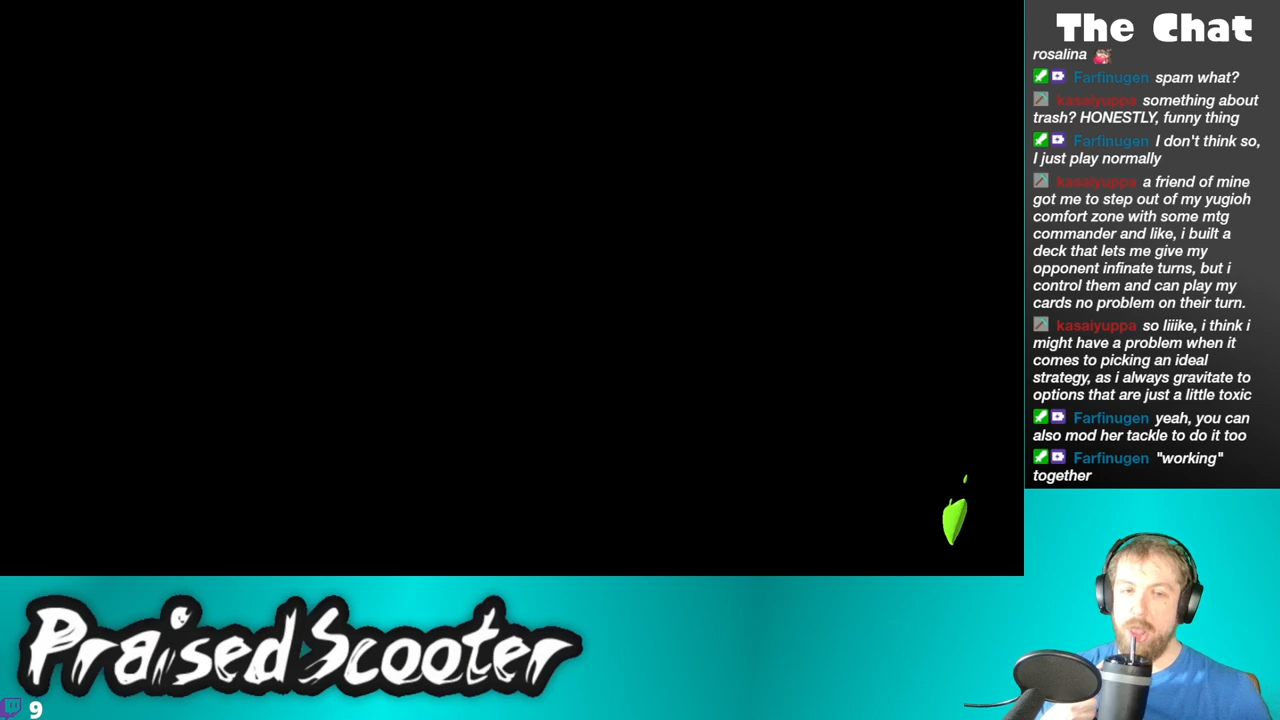 The Chat
rosalina
Farfinugen spam what?
kasaiyuppa something about
trash? HONESTLY, funny thing
Farfinugen I don't think so,
I just play normally
kasaiyuppa a friend of mine
got me to step out of my yugioh
comfort zone with some mtg
commander and like, i built a
deck that lets me give my
opponent infinate turns, but i
control them and can play my
cards no problem on their turn.
kasaiyuppa so liiike, i think i
might have a problem when it
comes to picking an ideal
strategy, as i always gravitate to
options that are just a little toxic
Farfinugen yeah, you can
also mod her tackle to do it too
Farfinugen "working"
together
PraisedScooter
9